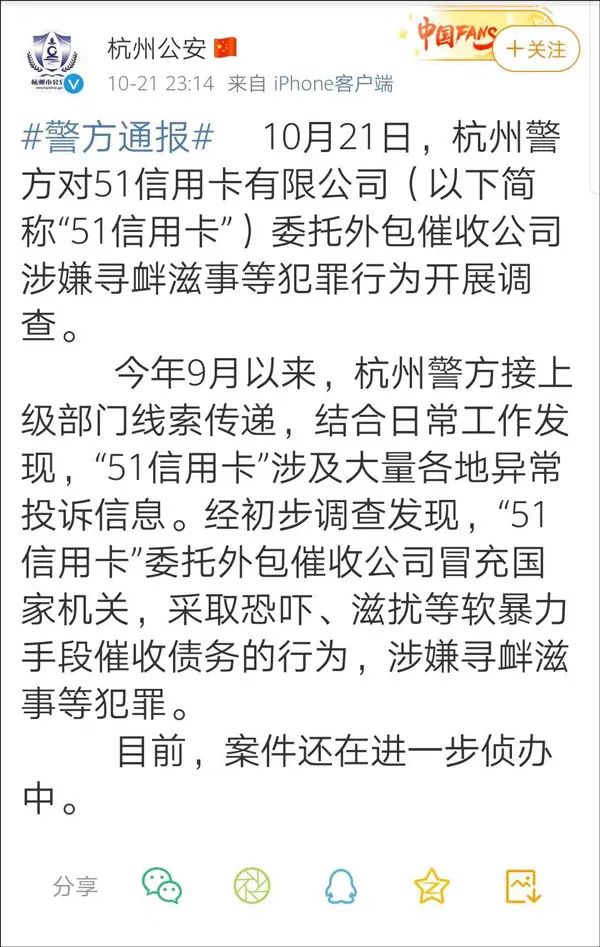 杭州公安🇨🇳
中国FANS
+关注
10-21 23:14 来自 iPhone客户端
#警方通报# 10月21日，杭州警
方对51信用卡有限公司（以下简
称“51信用卡”）委托外包催收公司
涉嫌寻衅滋事等犯罪行为开展调
查。
今年9月以来，杭州警方接上
级部门线索传递，结合日常工作发
现，“51信用卡”涉及大量各地异常
投诉信息。经初步调查发现，“51
信用卡”委托外包催收公司冒充国
家机关，采取恐吓、滋扰等软暴力
手段催收债务的行为，涉嫌寻衅滋
事等犯罪。
目前，案件还在进一步侦办
中。
分享